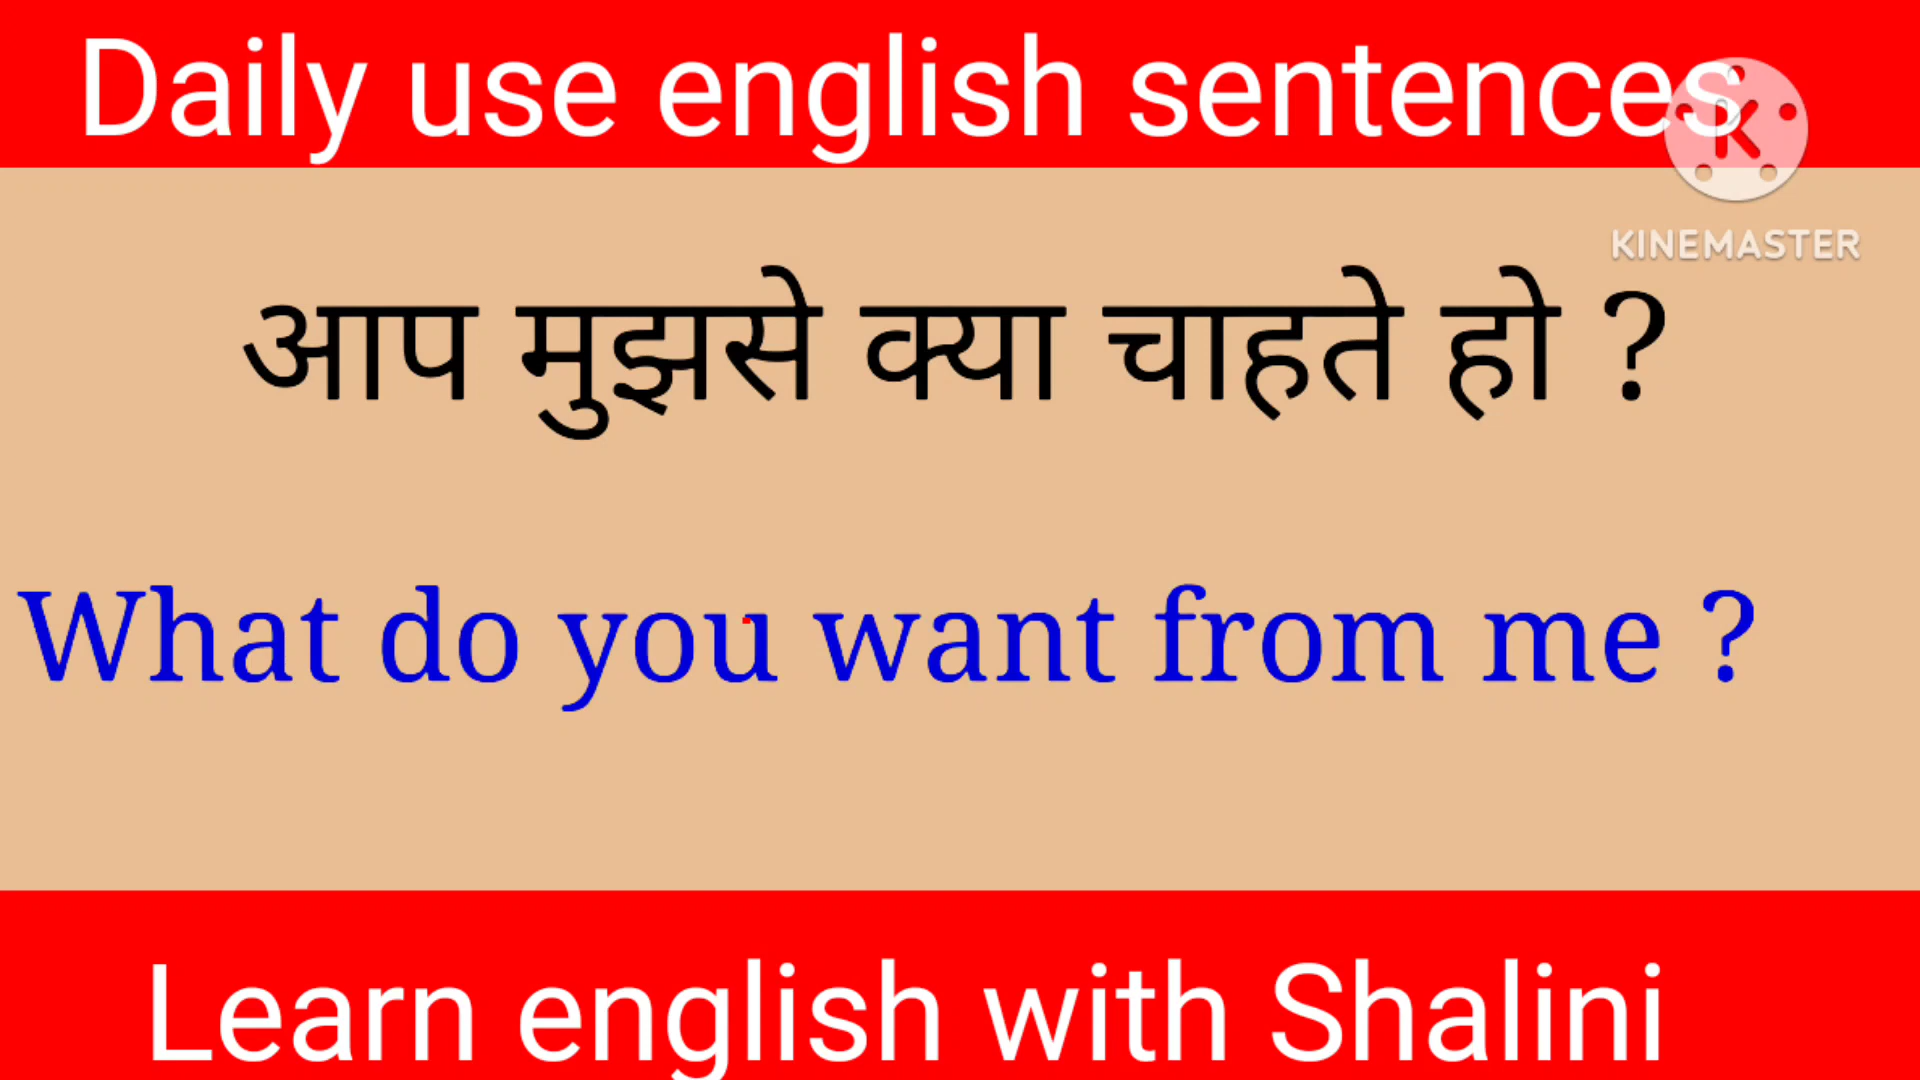 Daily use english sentences
K
KINEMASTER
आप मुझसे क्या चाहते हो ?
What do you want from me ?
Learn english with Shalini